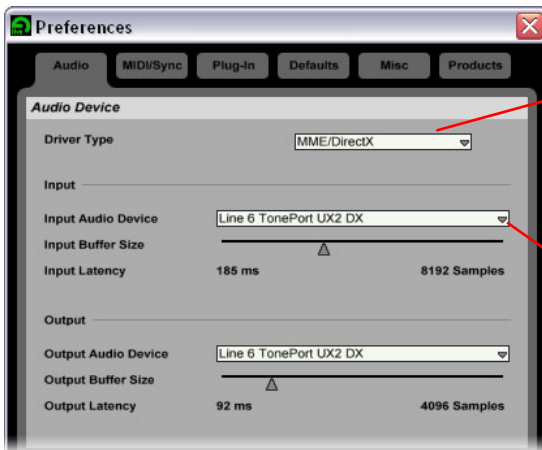 Preferences
Audio MIDI/Sync Plug-In Defaults Misc Products
Audio Device
Driver Type MME/DirectX
Input
Input Audio Device Line 6 TonePort UX2 DX
Input Buffer Size
Input Latency 185 ms 8192 Samples
Output
Output Audio Device Line 6 TonePort UX2 DX
Output Buffer Size
Output Latency 92 ms 4096 Samples